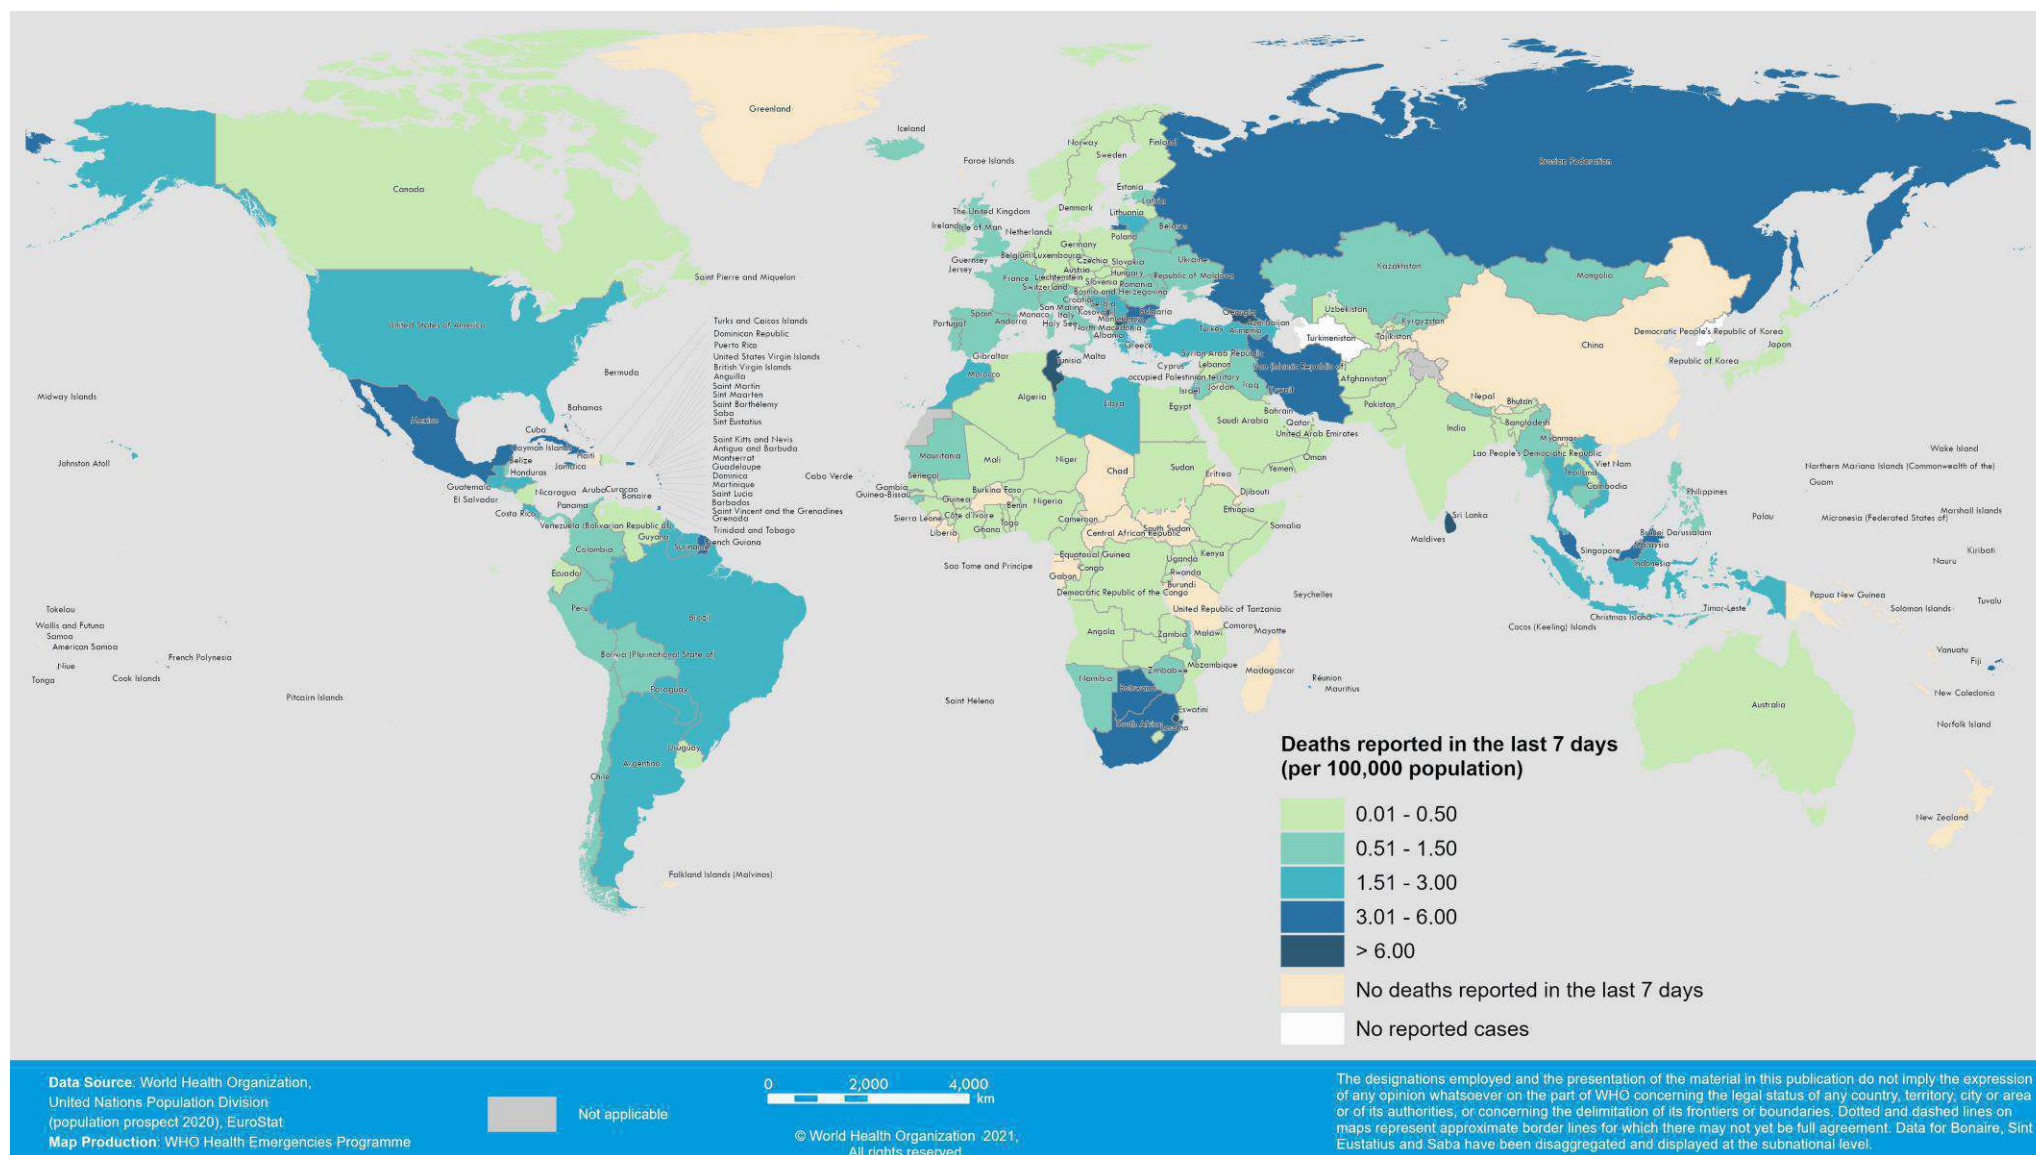 Greenland
Iceland
Faroe Islands
Norway
Sweden
Finland
Russian Federation
Canada
Estonia
Latvia
Denmark
Lithuania
The United Kingdom
Ireland
Isle of Man
Netherlands
Belarus
Poland
Germany
Guernsey
Jersey
Belgium
Luxembourg
Czechia
Slovakia
Ukraine
Kazakhstan
Mongolia
Austria
Hungary
Republic of Moldova
France
Liechtenstein
Switzerland
Slovenia
Romania
Bosnia and Herzegovina
Croatia
Serbia
Saint Pierre and Miquelon
United States of America
Spain
Portugal
Andorra
Monaco
San Marino
Italy
Kosovo
Bulgaria
Holy See
Montenegro
North Macedonia
Albania
Greece
Georgia
Azerbaijan
Turkey
Armenia
Uzbekistan
Kyrgyzstan
Turkmenistan
Tajikistan
Democratic People's Republic of Korea
Japan
China
Republic of Korea
Gibraltar
Tunisia
Malta
Cyprus
Syrian Arab Republic
Lebanon
Iran (Islamic Republic of)
occupied Palestinian territory
Israel
Jordan
Iraq
Kuwait
Afghanistan
Morocco
Algeria
Libya
Egypt
Saudi Arabia
Bahrain
Qatar
United Arab Emirates
Oman
Pakistan
Nepal
Bhutan
India
Bangladesh
Myanmar
Lao People's Democratic Republic
Viet Nam
Thailand
Cambodia
Philippines
Turks and Caicos Islands
Dominican Republic
Puerto Rico
United States Virgin Islands
British Virgin Islands
Anguilla
Saint Martin
Sint Maarten
Saint Barthélemy
Saba
Sint Eustatius
Saint Kitts and Nevis
Antigua and Barbuda
Montserrat
Guadeloupe
Dominica
Martinique
Saint Lucia
Barbados
Saint Vincent and the Grenadines
Grenada
Trinidad and Tobago
Bermuda
Midway Islands
Johnston Atoll
Bahamas
Mexico
Cuba
Cayman Islands
Belize
Haiti
Jamaica
Honduras
Guatemala
El Salvador
Nicaragua
Aruba
Curaçao
Bonaire
Costa Rica
Panama
Venezuela (Bolivarian Republic of)
Guyana
Suriname
French Guiana
Colombia
Ecuador
Peru
Brazil
Bolivia (Plurinational State of)
Paraguay
Uruguay
Argentina
Chile
Falkland Islands (Malvinas)
Cabo Verde
Mauritania
Mali
Niger
Chad
Sudan
Eritrea
Yemen
Senegal
Gambia
Guinea-Bissau
Guinea
Burkina Faso
Benin
Nigeria
Djibouti
Ethiopia
Somalia
Sierra Leone
Liberia
Côte d'Ivoire
Ghana
Togo
Cameroon
Central African Republic
South Sudan
Equatorial Guinea
Sao Tome and Principe
Gabon
Congo
Uganda
Kenya
Rwanda
Burundi
Democratic Republic of the Congo
United Republic of Tanzania
Seychelles
Angola
Zambia
Malawi
Comoros
Mayotte
Mozambique
Madagascar
Zimbabwe
Namibia
Botswana
Réunion
Mauritius
Saint Helena
Eswatini
South Africa
Lesotho
Sri Lanka
Maldives
Brunei Darussalam
Malaysia
Singapore
Indonesia
Timor-Leste
Christmas Island
Cocos (Keeling) Islands
Papua New Guinea
Solomon Islands
Wake Island
Northern Mariana Islands (Commonwealth of the)
Guam
Palau
Micronesia (Federated States of)
Marshall Islands
Kiribati
Nauru
Tuvalu
Vanuatu
Fiji
New Caledonia
Norfolk Island
Australia
New Zealand
Tokelau
Wallis and Futuna
Samoa
American Samoa
Niue
Tonga
Cook Islands
French Polynesia
Pitcairn Islands
Deaths reported in the last 7 days
(per 100,000 population)
0.01 - 0.50
0.51 - 1.50
1.51 - 3.00
3.01 - 6.00
> 6.00
No deaths reported in the last 7 days
No reported cases
Data Source: World Health Organization,
United Nations Population Division
(population prospect 2020), EuroStat
Map Production: WHO Health Emergencies Programme
Not applicable
0 2,000 4,000
km
© World Health Organization 2021,
All rights reserved
The designations employed and the presentation of the material in this publication do not imply the expression
of any opinion whatsoever on the part of WHO concerning the legal status of any country, territory, city or area
or of its authorities, or concerning the delimitation of its frontiers or boundaries. Dotted and dashed lines on
maps represent approximate border lines for which there may not yet be full agreement. Data for Bonaire, Sint
Eustatius and Saba have been disaggregated and displayed at the subnational level.